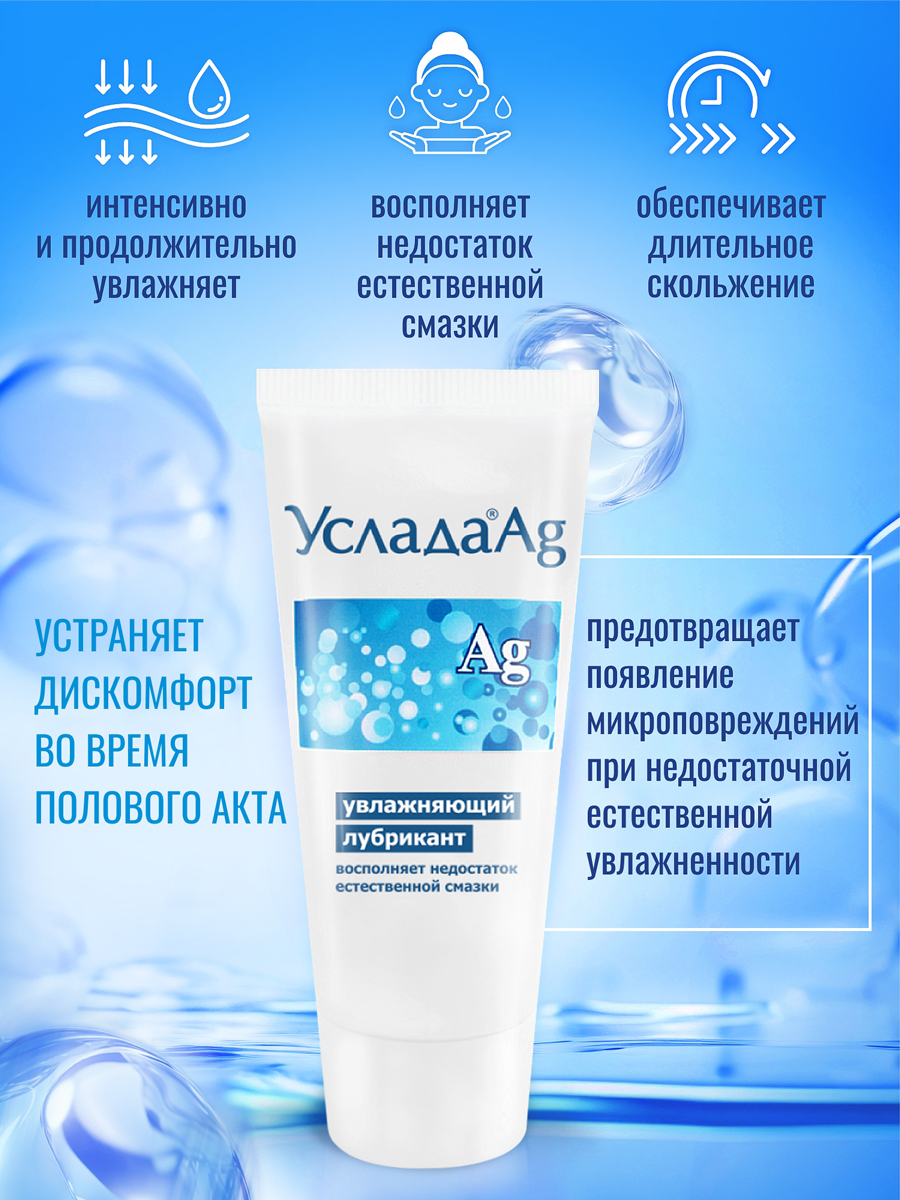 интенсивно
и продолжительно
увлажняет
восполняет
недостаток
естественной
смазки
обеспечивает
длительное
скольжение
УсладаAg®
Ag
увлажняющий
лубрикант
восполняет недостаток
естественной смазки
УСТРАНЯЕТ
ДИСКОМФОРТ
ВО ВРЕМЯ
ПОЛОВОГО АКТА
предотвращает
появление
микроповреждений
при недостаточной
естественной
увлажненности